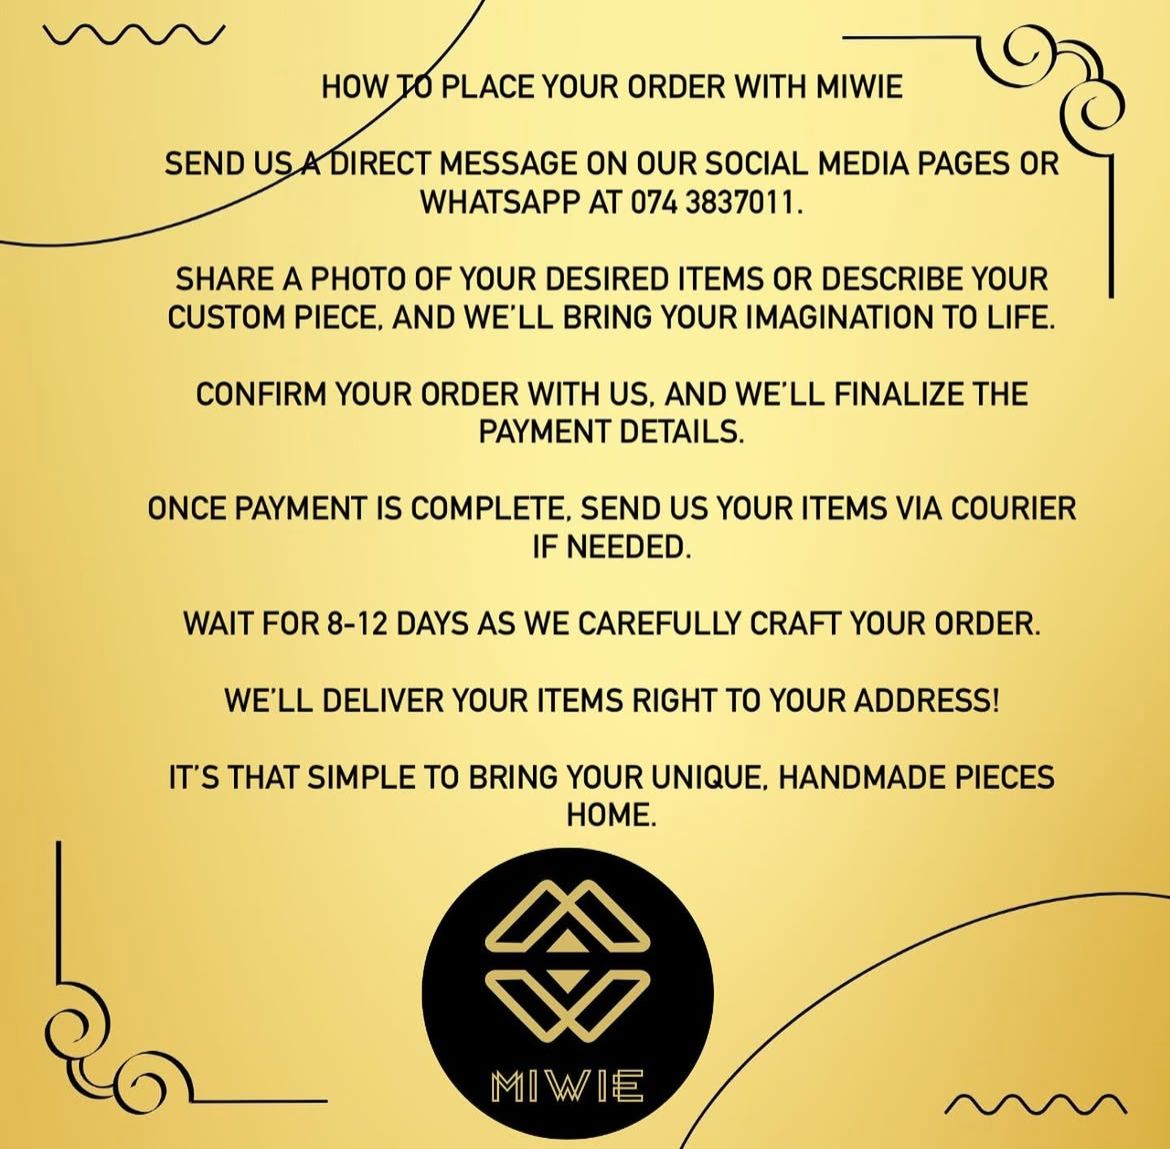 HOW TO PLACE YOUR ORDER WITH MIWIE
SEND US A DIRECT MESSAGE ON OUR SOCIAL MEDIA PAGES OR
WHATSAPP AT 074 3837011.
SHARE A PHOTO OF YOUR DESIRED ITEMS OR DESCRIBE YOUR
CUSTOM PIECE, AND WE'LL BRING YOUR IMAGINATION TO LIFE.
CONFIRM YOUR ORDER WITH US, AND WE'LL FINALIZE THE
PAYMENT DETAILS.
ONCE PAYMENT IS COMPLETE, SEND US YOUR ITEMS VIA COURIER
IF NEEDED.
WAIT FOR 8-12 DAYS AS WE CAREFULLY CRAFT YOUR ORDER.
WE'LL DELIVER YOUR ITEMS RIGHT TO YOUR ADDRESS!
IT'S THAT SIMPLE TO BRING YOUR UNIQUE, HANDMADE PIECES
HOME.
MIWIE